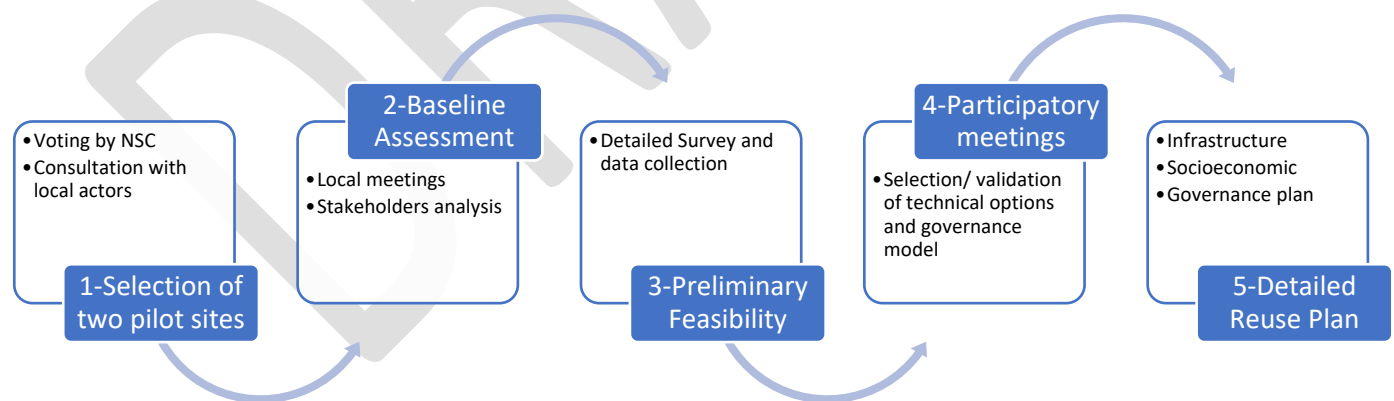 •Voting by NSC
•Consultation with
local actors
1-Selection of
two pilot sites
2-Baseline
Assessment
•Local meetings
•Stakeholders analysis
•Detailed Survey and
data collection
3-Preliminary
Feasibility
4-Participatory
meetings
•Selection/ validation
of technical options
and governance
model
•Infrastructure
•Socioeconomic
•Governance plan
5-Detailed
Reuse Plan